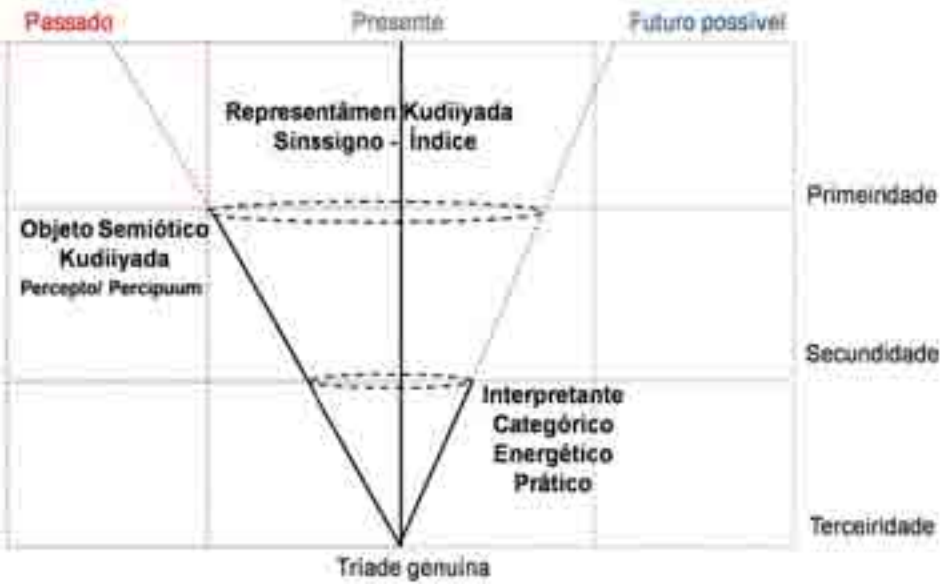 Passado
Presente
Futuro possível
Representâmen Kudiiyada
Sinssigno - Índice
Primeiridade
Objeto Semiótico
Kudiiyada
Percepto/ Percipuum
Secundidade
Interpretante
Categórico
Energético
Prático
Terceiridade
Tríade genuína